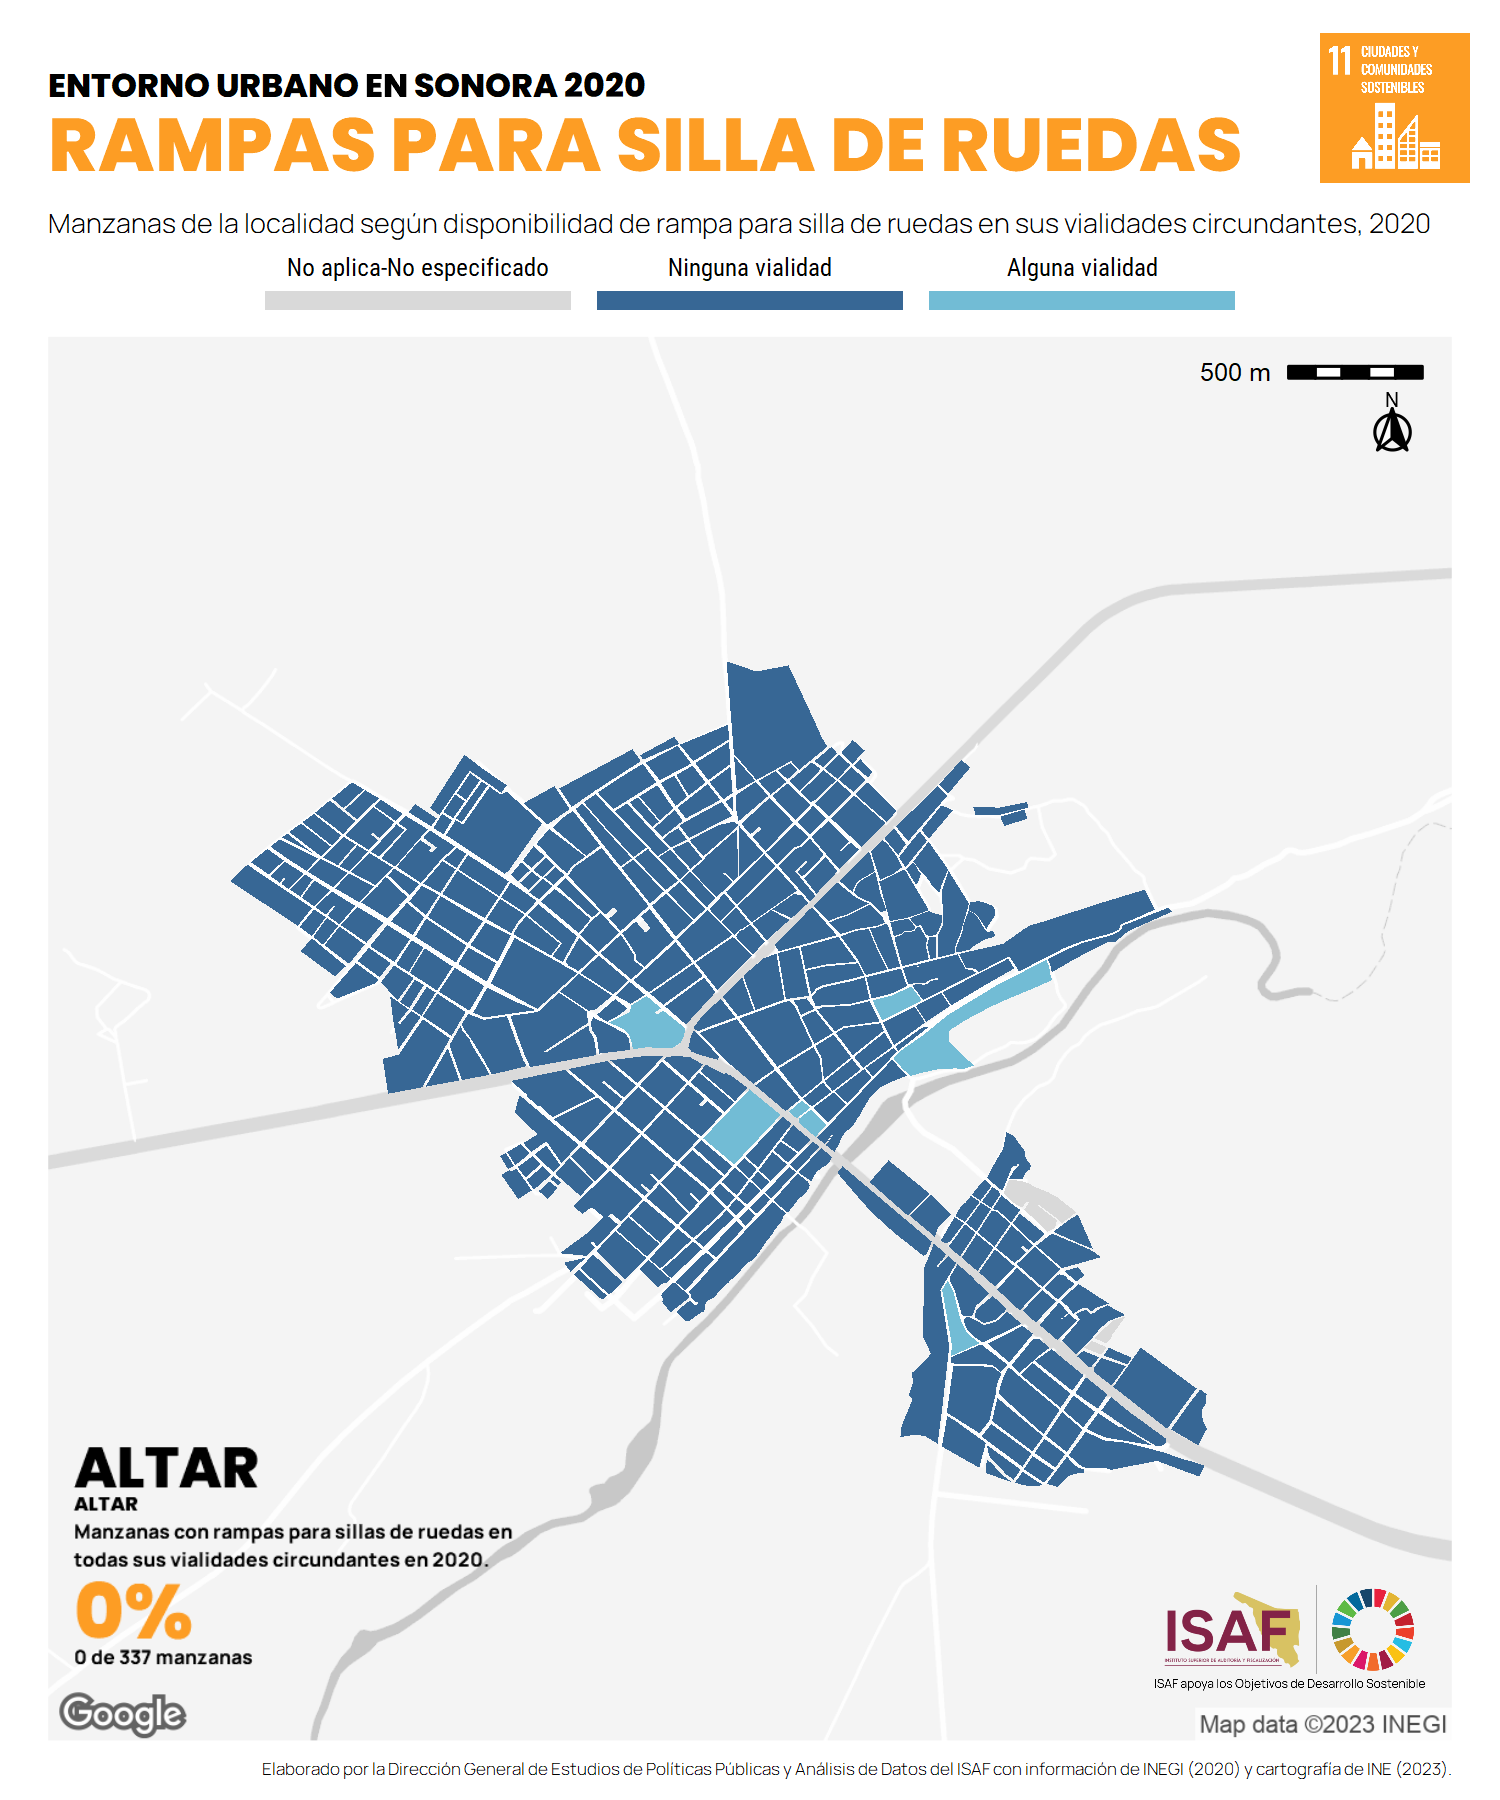 ENTORNO URBANO EN SONORA 2020
RAMPAS PARA SILLA DE RUEDAS
11 CIUDADES Y
COMUNIDADES
SOSTENIBLES
Manzanas de la localidad según disponibilidad de rampa para silla de ruedas en sus vialidades circundantes, 2020
No aplica-No especificado Ninguna vialidad Alguna vialidad
500 m
N
ALTAR
ALTAR
Manzanas con rampas para sillas de ruedas en
todas sus vialidades circundantes en 2020.
0%
0 de 337 manzanas
ISAF
INSTITUTO SUPERIOR DE AUDITORÍA Y FISCALIZACIÓN
ISAF apoya los Objetivos de Desarrollo Sostenible
Google
Map data ©2023 INEGI
Elaborado por la Dirección General de Estudios de Políticas Públicas y Análisis de Datos del ISAF con información de INEGI (2020) y cartografía de INE (2023).